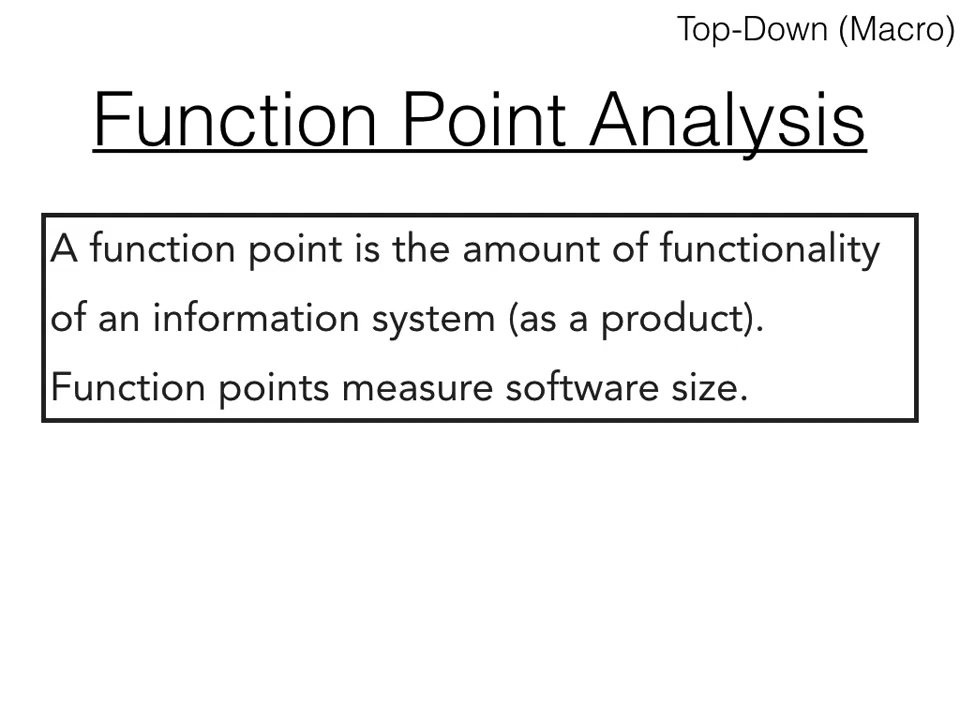 Top-Down (Macro)
Function Point Analysis
A function point is the amount of functionality
of an information system (as a product).
Function points measure software size.